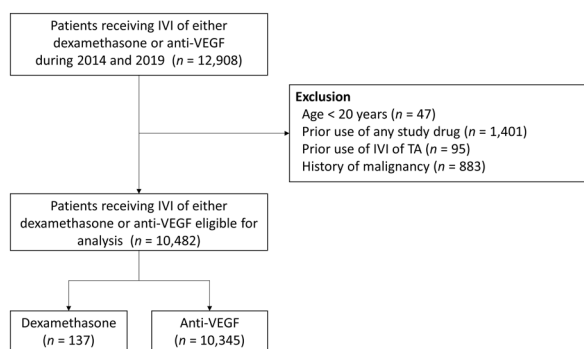 Patients receiving IVI of either
dexamethasone or anti-VEGF
during 2014 and 2019 (n = 12,908)
Exclusion
Age < 20 years (n = 47)
Prior use of any study drug (n = 1,401)
Prior use of IVI of TA (n = 95)
History of malignancy (n = 883)
Patients receiving IVI of either
dexamethasone or anti-VEGF eligible for
analysis (n = 10,482)
Dexamethasone
(n = 137)
Anti-VEGF
(n = 10,345)